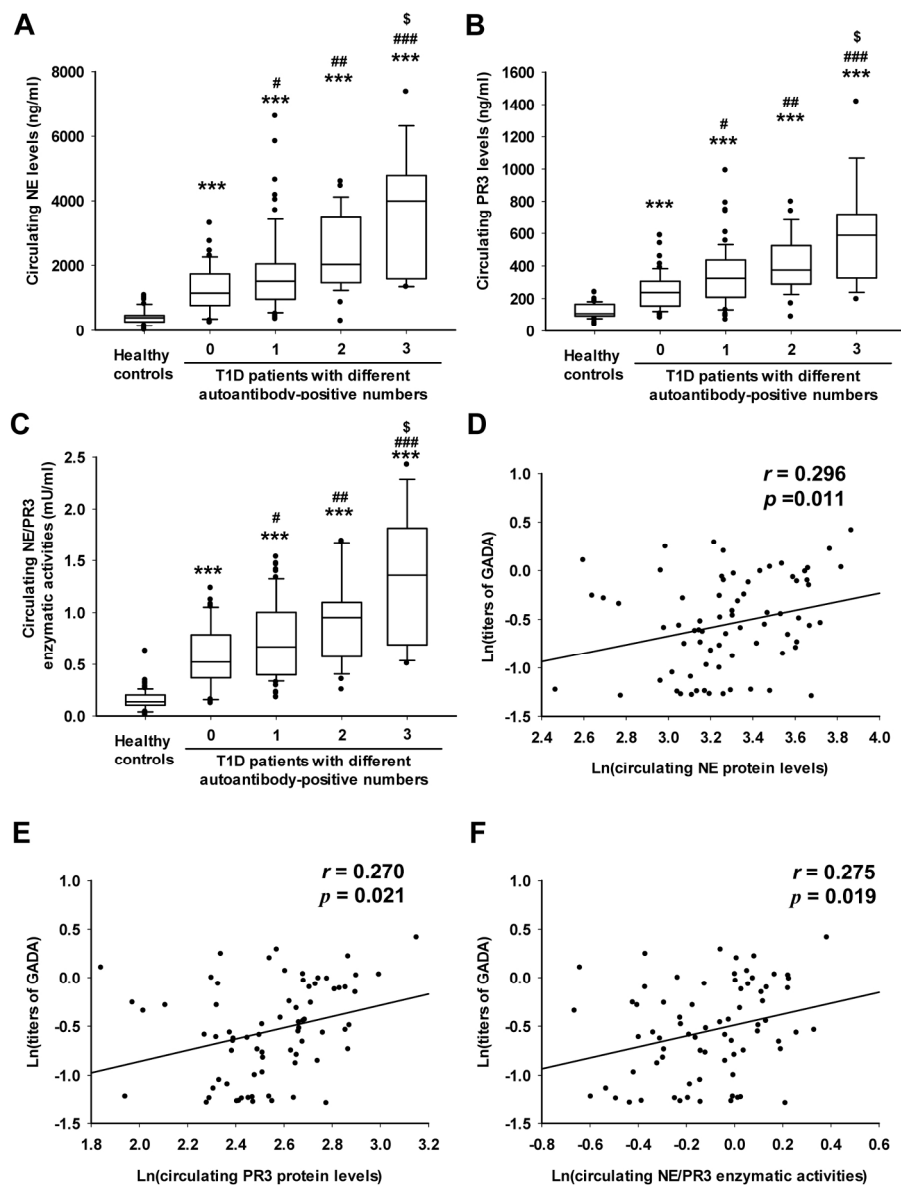 A
B
$
###
***
##
***
#
***
***
8000
6000
4000
2000
0
Circulating NE levels (ng/ml)
Healthy controls
0 1 2 3
T1D patients with different
autoantibody-positive numbers
$
###
***
##
***
#
***
***
1600
1400
1200
1000
800
600
400
200
0
Circulating PR3 levels (ng/ml)
Healthy controls
0 1 2 3
T1D patients with different
autoantibody-positive numbers
C
$
###
***
##
***
#
***
***
2.5
2.0
1.5
1.0
0.5
0.0
Circulating NE/PR3
enzymatic activities (mU/ml)
Healthy controls
0 1 2 3
T1D patients with different
autoantibody-positive numbers
D
r = 0.296
p =0.011
1.0
0.5
0.0
-0.5
-1.0
-1.5
Ln(titers of GADA)
2.4 2.6 2.8 3.0 3.2 3.4 3.6 3.8 4.0
Ln(circulating NE protein levels)
E
r = 0.270
p = 0.021
1.0
0.5
0.0
-0.5
-1.0
-1.5
Ln(titers of GADA)
1.8 2.0 2.2 2.4 2.6 2.8 3.0 3.2
Ln(circulating PR3 protein levels)
F
r = 0.275
p = 0.019
1.0
0.5
0.0
-0.5
-1.0
-1.5
Ln(titers of GADA)
-0.8 -0.6 -0.4 -0.2 0.0 0.2 0.4 0.6
Ln(circulating NE/PR3 enzymatic activities)